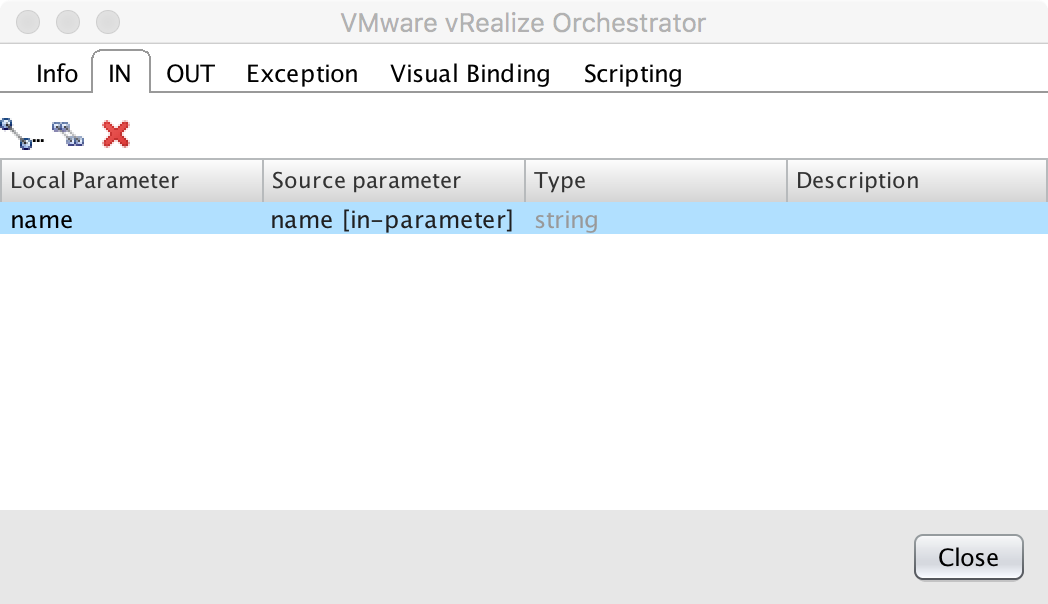 VMware vRealize Orchestrator
Info IN OUT Exception Visual Binding Scripting
Local Parameter Source parameter Type Description
name name [in-parameter] string
Close